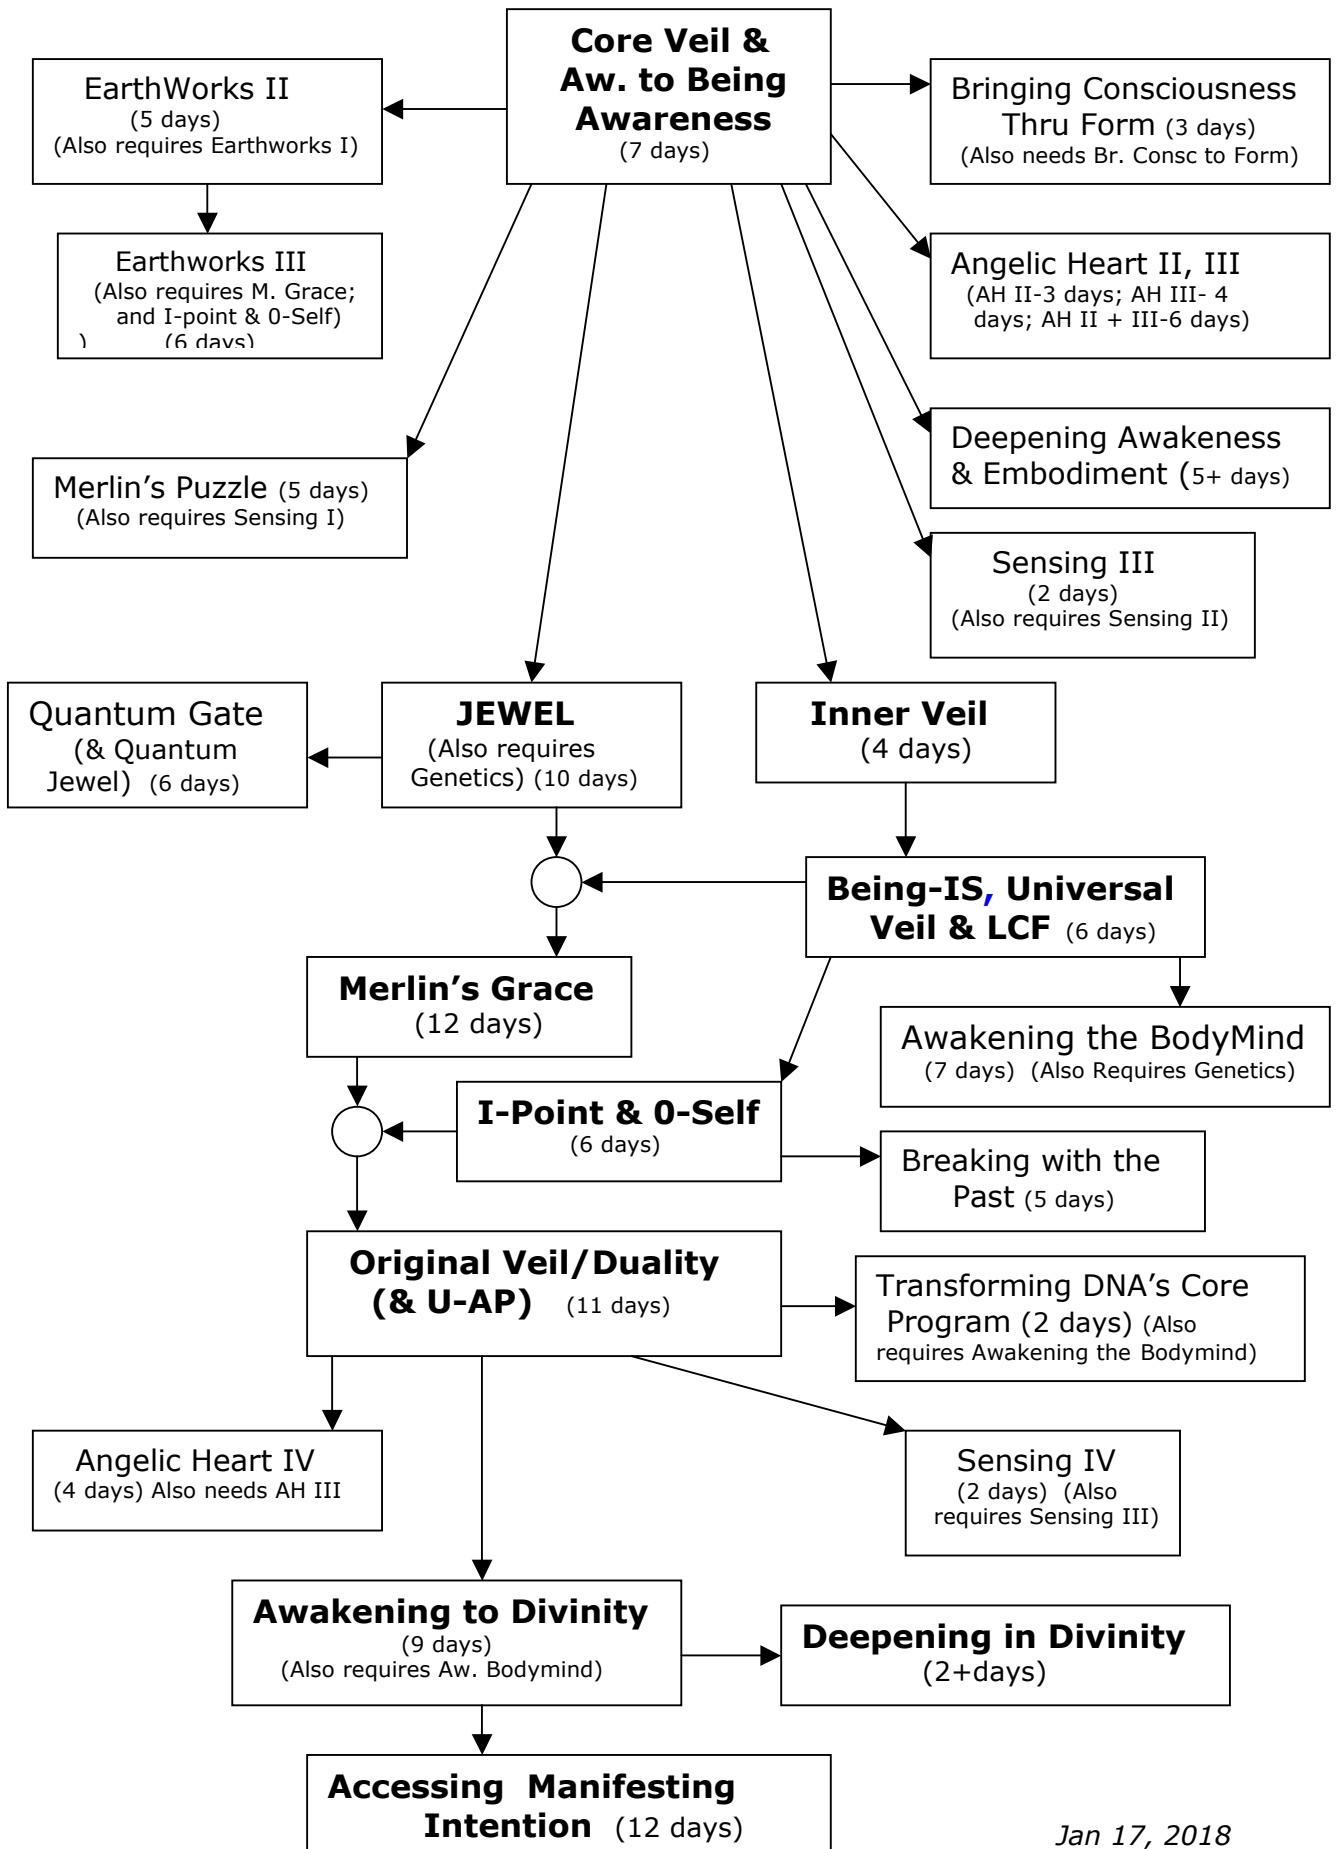 Core Veil &
Aw. to Being
Awareness
(7 days)
EarthWorks II
(5 days)
(Also requires Earthworks I)
Bringing Consciousness
Thru Form (3 days)
(Also needs Br. Consc to Form)
Earthworks III
(Also requires M. Grace;
and I-point & 0-Self)
) (6 days)
Angelic Heart II, III
(AH II-3 days; AH III- 4
days; AH II + III-6 days)
Deepening Awakeness
& Embodiment (5+ days)
Merlin’s Puzzle (5 days)
(Also requires Sensing I)
Sensing III
(2 days)
(Also requires Sensing II)
Quantum Gate
(& Quantum
Jewel) (6 days)
JEWEL
(Also requires
Genetics) (10 days)
Inner Veil
(4 days)
Being-IS, Universal
Veil & LCF (6 days)
Merlin’s Grace
(12 days)
Awakening the BodyMind
(7 days) (Also Requires Genetics)
I-Point & 0-Self
(6 days)
Breaking with the
Past (5 days)
Original Veil/Duality
(& U-AP) (11 days)
Transforming DNA’s Core
Program (2 days) (Also
requires Awakening the Bodymind)
Angelic Heart IV
(4 days) Also needs AH III
Sensing IV
(2 days) (Also
requires Sensing III)
Awakening to Divinity
(9 days)
(Also requires Aw. Bodymind)
Deepening in Divinity
(2+days)
Accessing Manifesting
Intention (12 days)
Jan 17, 2018